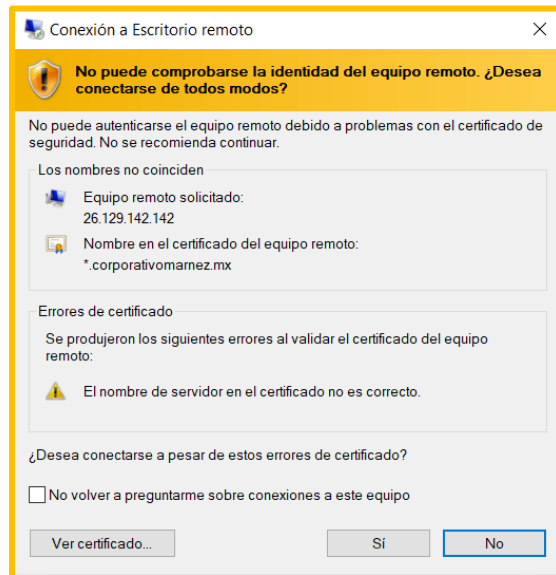 Conexión a Escritorio remoto
No puede comprobarse la identidad del equipo remoto. ¿Desea
conectarse de todos modos?
No puede autenticarse el equipo remoto debido a problemas con el certificado de
seguridad. No se recomienda continuar.
Los nombres no coinciden
Equipo remoto solicitado:
26.129.142.142
Nombre en el certificado del equipo remoto:
*.corporativomarnez.mx
Errores de certificado
Se produjeron los siguientes errores al validar el certificado del equipo
remoto:
El nombre de servidor en el certificado no es correcto.
¿Desea conectarse a pesar de estos errores de certificado?
No volver a preguntarme sobre conexiones a este equipo
Ver certificado... Sí No